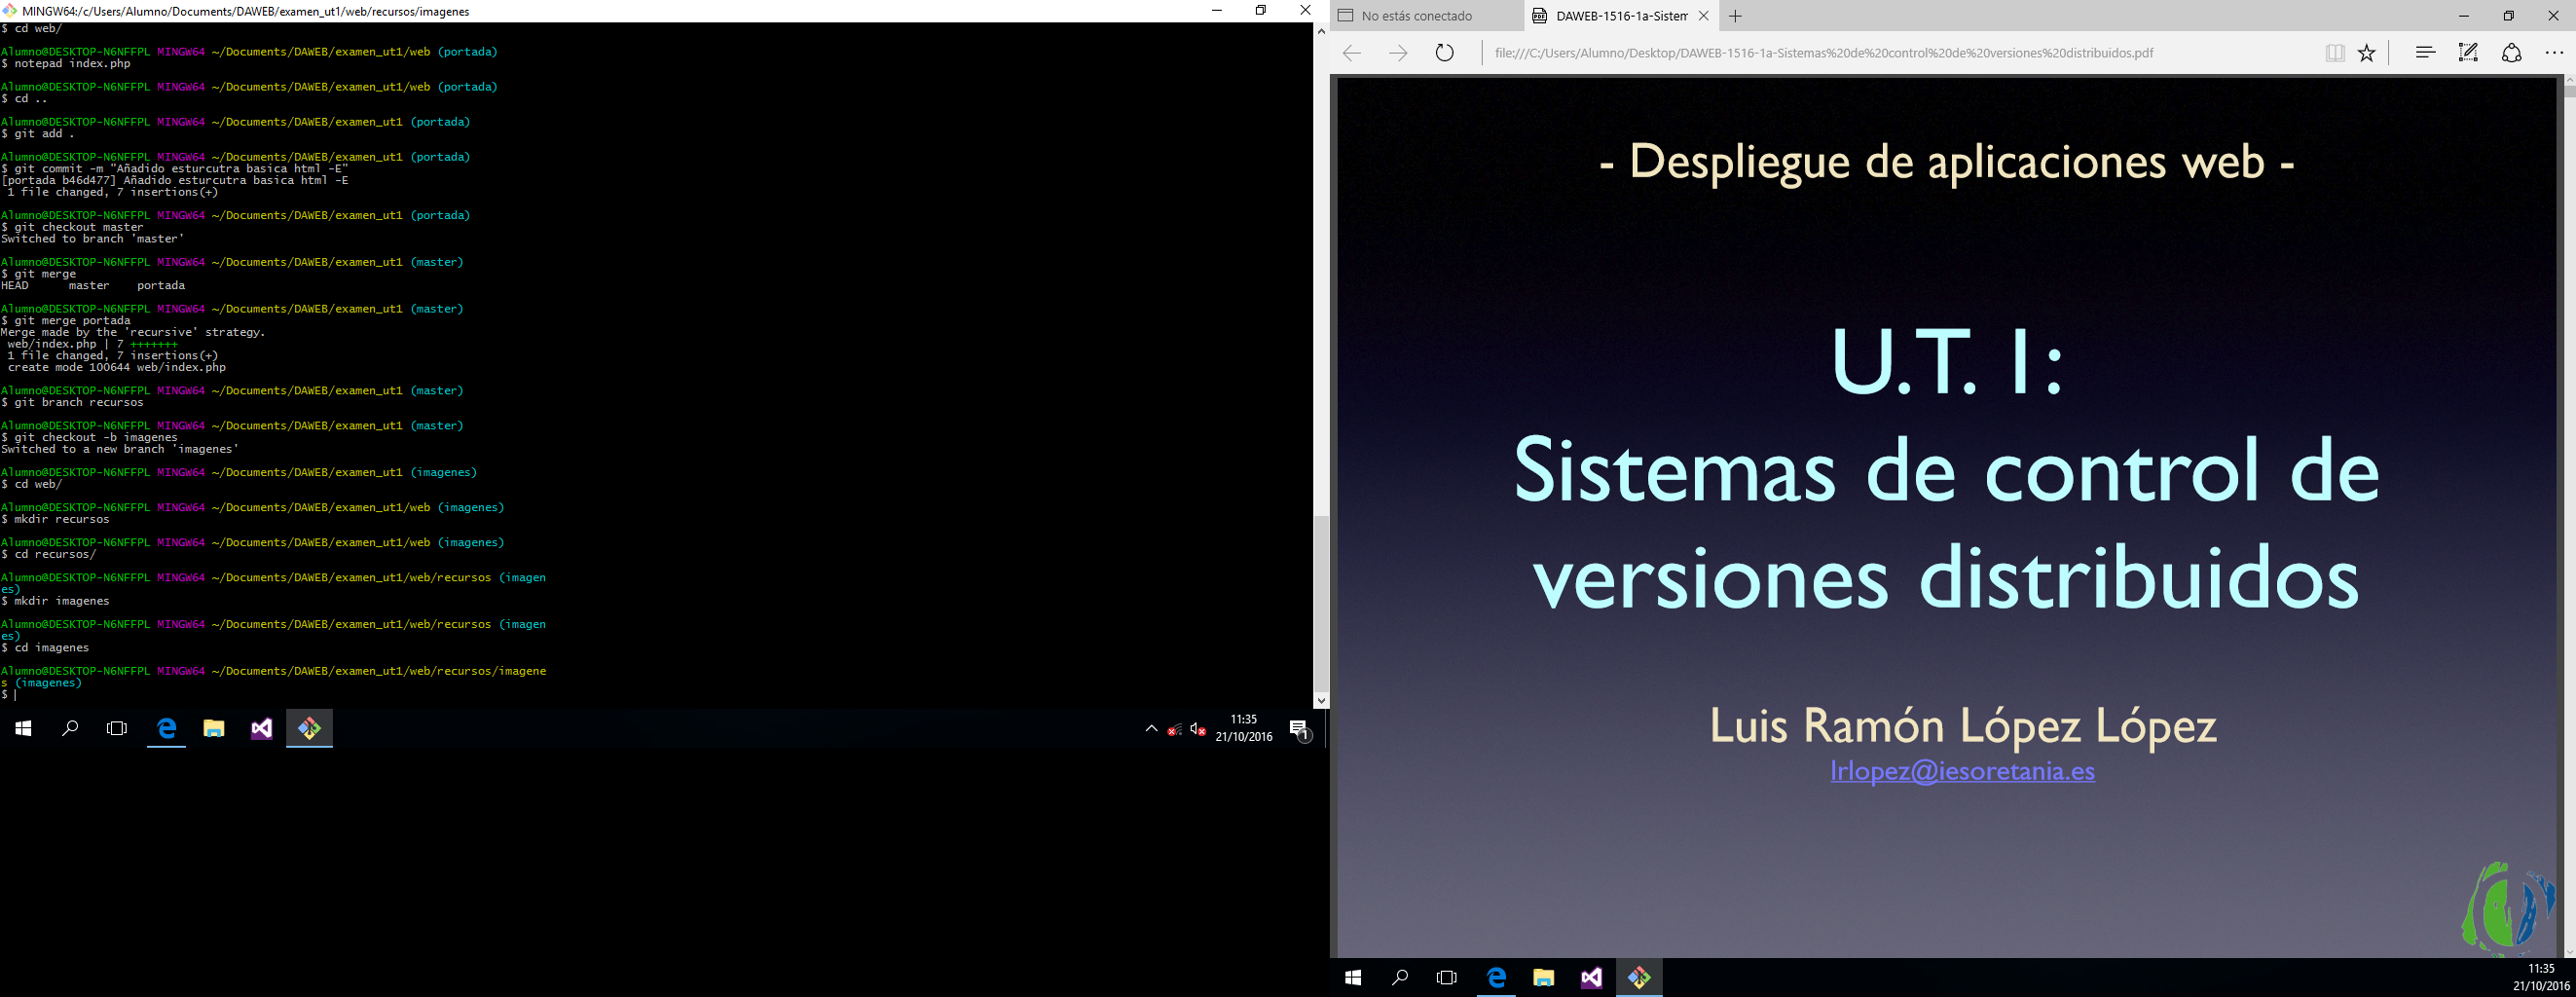 MINGW64:/c/Users/Alumno/Documents/DAWEB/examen_ut1/web/recursos/imagenes
$ cd web/
Alumno@DESKTOP-N6NFFPL MINGW64 ~/Documents/DAWEB/examen_ut1/web (portada)
$ notepad index.php
Alumno@DESKTOP-N6NFFPL MINGW64 ~/Documents/DAWEB/examen_ut1/web (portada)
$ cd ..
Alumno@DESKTOP-N6NFFPL MINGW64 ~/Documents/DAWEB/examen_ut1 (portada)
$ git add .
Alumno@DESKTOP-N6NFFPL MINGW64 ~/Documents/DAWEB/examen_ut1 (portada)
$ git commit -m "Añadido esturcutra basica html -E"
[portada b46d477] Añadido esturcutra basica html -E
1 file changed, 7 insertions(+)
Alumno@DESKTOP-N6NFFPL MINGW64 ~/Documents/DAWEB/examen_ut1 (portada)
$ git checkout master
Switched to branch 'master'
Alumno@DESKTOP-N6NFFPL MINGW64 ~/Documents/DAWEB/examen_ut1 (master)
$ git merge
HEAD master portada
Alumno@DESKTOP-N6NFFPL MINGW64 ~/Documents/DAWEB/examen_ut1 (master)
$ git merge portada
Merge made by the 'recursive' strategy.
web/index.php | 7 +++++++
1 file changed, 7 insertions(+)
create mode 100644 web/index.php
Alumno@DESKTOP-N6NFFPL MINGW64 ~/Documents/DAWEB/examen_ut1 (master)
$ git branch recursos
Alumno@DESKTOP-N6NFFPL MINGW64 ~/Documents/DAWEB/examen_ut1 (master)
$ git checkout -b imagenes
Switched to a new branch 'imagenes'
Alumno@DESKTOP-N6NFFPL MINGW64 ~/Documents/DAWEB/examen_ut1 (imagenes)
$ cd web/
Alumno@DESKTOP-N6NFFPL MINGW64 ~/Documents/DAWEB/examen_ut1/web (imagenes)
$ mkdir recursos
Alumno@DESKTOP-N6NFFPL MINGW64 ~/Documents/DAWEB/examen_ut1/web (imagenes)
$ cd recursos/
Alumno@DESKTOP-N6NFFPL MINGW64 ~/Documents/DAWEB/examen_ut1/web/recursos (imagen
es)
$ mkdir imagenes
Alumno@DESKTOP-N6NFFPL MINGW64 ~/Documents/DAWEB/examen_ut1/web/recursos (imagen
es)
$ cd imagenes
Alumno@DESKTOP-N6NFFPL MINGW64 ~/Documents/DAWEB/examen_ut1/web/recursos/imagene
s (imagenes)
$
11:35
21/10/2016
1
No estás conectado
DAWEB-1516-1a-Sistem
file:///C:/Users/Alumno/Desktop/DAWEB-1516-1a-Sistemas%20de%20control%20de%20versiones%20distribuidos.pdf
- Despliegue de aplicaciones web -
U.T. 1:
Sistemas de control de
versiones distribuidos
Luis Ramón López López
lrlopez@iesoretania.es
11:35
21/10/2016